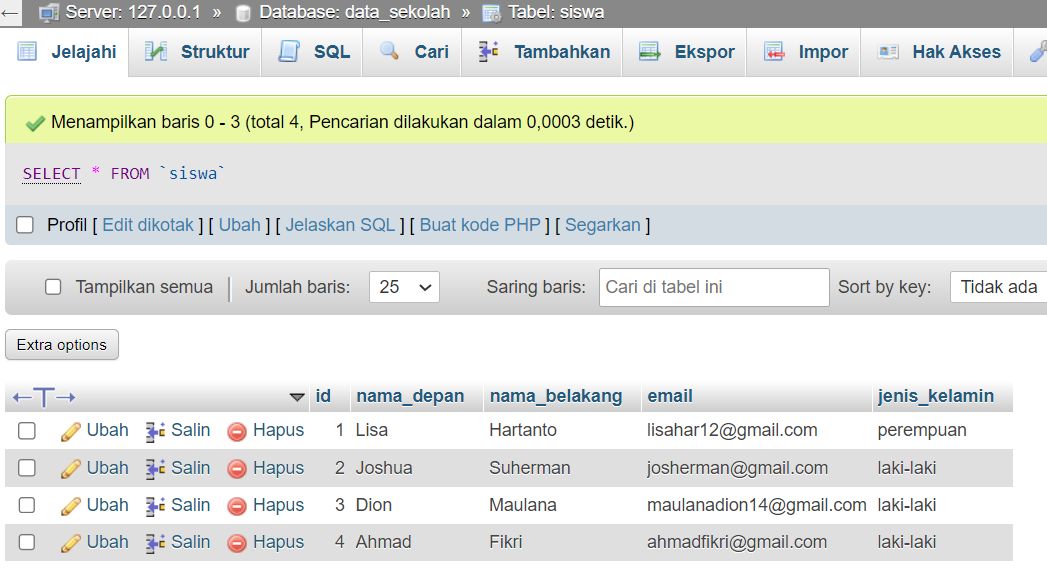 Server: 127.0.0.1 » Database: data_sekolah » Tabel: siswa
Jelajahi Struktur SQL Cari Tambahkan Ekspor Impor Hak Akses
Menampilkan baris 0 - 3 (total 4, Pencarian dilakukan dalam 0,0003 detik.)
SELECT * FROM `siswa`
Profil [ Edit dikotak ] [ Ubah ] [ Jelaskan SQL ] [ Buat kode PHP ] [ Segarkan ]
Tampilkan semua Jumlah baris: 25 Saring baris: Cari di tabel ini Sort by key: Tidak ada
Extra options
id nama_depan nama_belakang email jenis_kelamin
Ubah Salin Hapus 1 Lisa Hartanto lisahar12@gmail.com perempuan
Ubah Salin Hapus 2 Joshua Suherman josherman@gmail.com laki-laki
Ubah Salin Hapus 3 Dion Maulana maulanadion14@gmail.com laki-laki
Ubah Salin Hapus 4 Ahmad Fikri ahmadfikri@gmail.com laki-laki